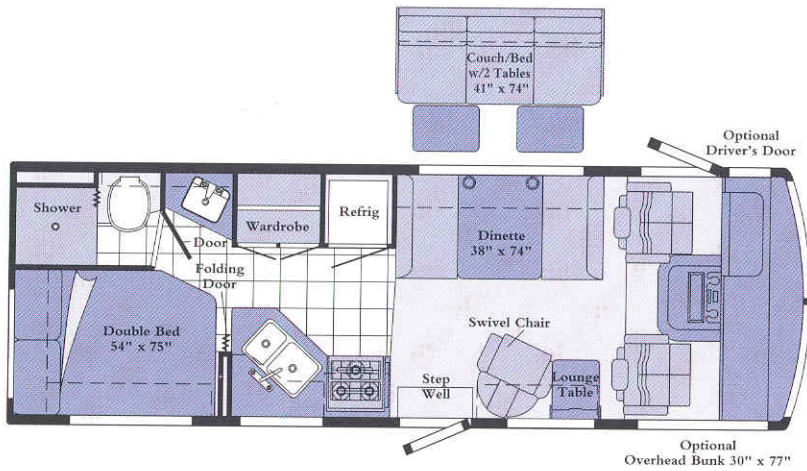 Couch/Bed
w/2 Tables
41" x 74"
Optional
Driver's Door
Shower
Wardrobe
Refrig
Door
Folding
Door
Dinette
38" x 74"
Double Bed
54" x 75"
Swivel Chair
Step
Well
Lounge
Table
Optional
Overhead Bunk 30" x 77"